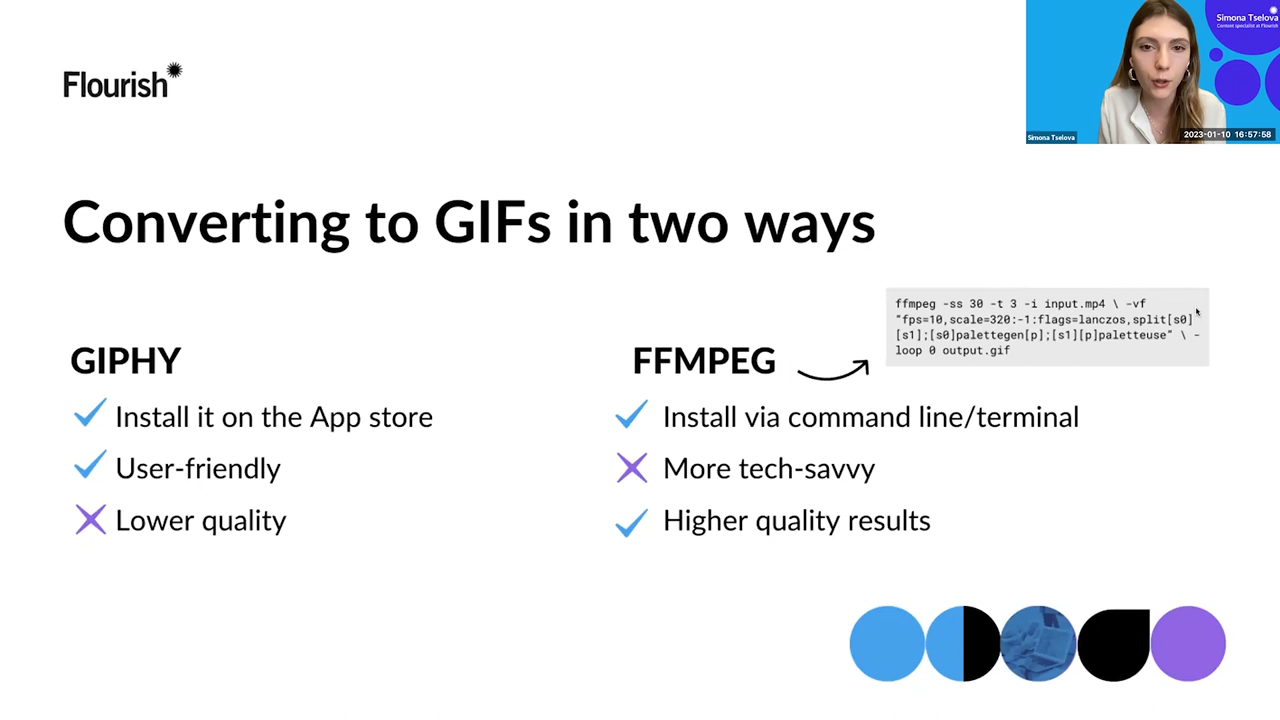 Flourish
Simona Tselova
Content specialist at Flourish
Simona Tselova
2023-01-10 16:57:58
Converting to GIFs in two ways
ffmpeg -ss 30 -t 3 -i input.mp4 \ -vf
"fps=10,scale=320:-1:flags=lanczos,split[s0]
[s1];[s0]palettegen[p];[s1][p]paletteuse" \ -
loop 0 output.gif
GIPHY
Install it on the App store
User-friendly
Lower quality
FFMPEG
Install via command line/terminal
More tech-savvy
Higher quality results